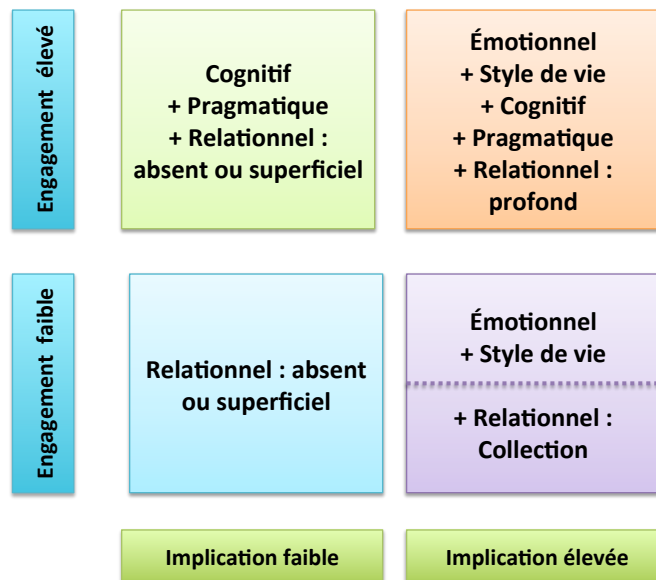 Engagement élevé
Cognitif
+ Pragmatique
+ Relationnel :
absent ou superficiel
Émotionnel
+ Style de vie
+ Cognitif
+ Pragmatique
+ Relationnel :
profond
Engagement faible
Relationnel : absent
ou superficiel
Émotionnel
+ Style de vie
+ Relationnel :
Collection
Implication faible
Implication élevée